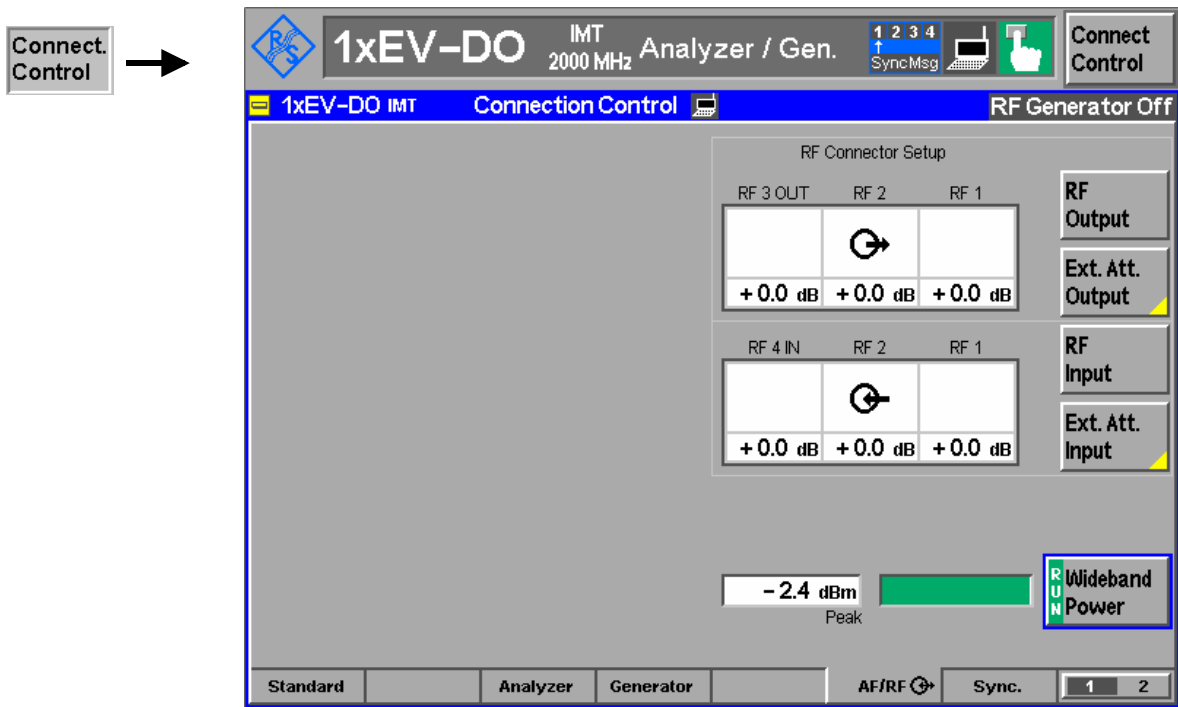 Connect.
Control
R
S
1xEV–DO IMT
2000 MHz Analyzer / Gen.
1 2 3 4
SyncMsg
Connect
Control
1xEV–DO IMT Connection Control RF Generator Off
RF Connector Setup
RF 3 OUT RF 2 RF 1
+ 0.0 dB + 0.0 dB + 0.0 dB
RF
Output
Ext. Att.
Output
RF 4 IN RF 2 RF 1
+ 0.0 dB + 0.0 dB + 0.0 dB
RF
Input
Ext. Att.
Input
– 2.4 dBm
Peak
RUN
Wideband
Power
Standard Analyzer Generator AF/RF Sync. 1 2